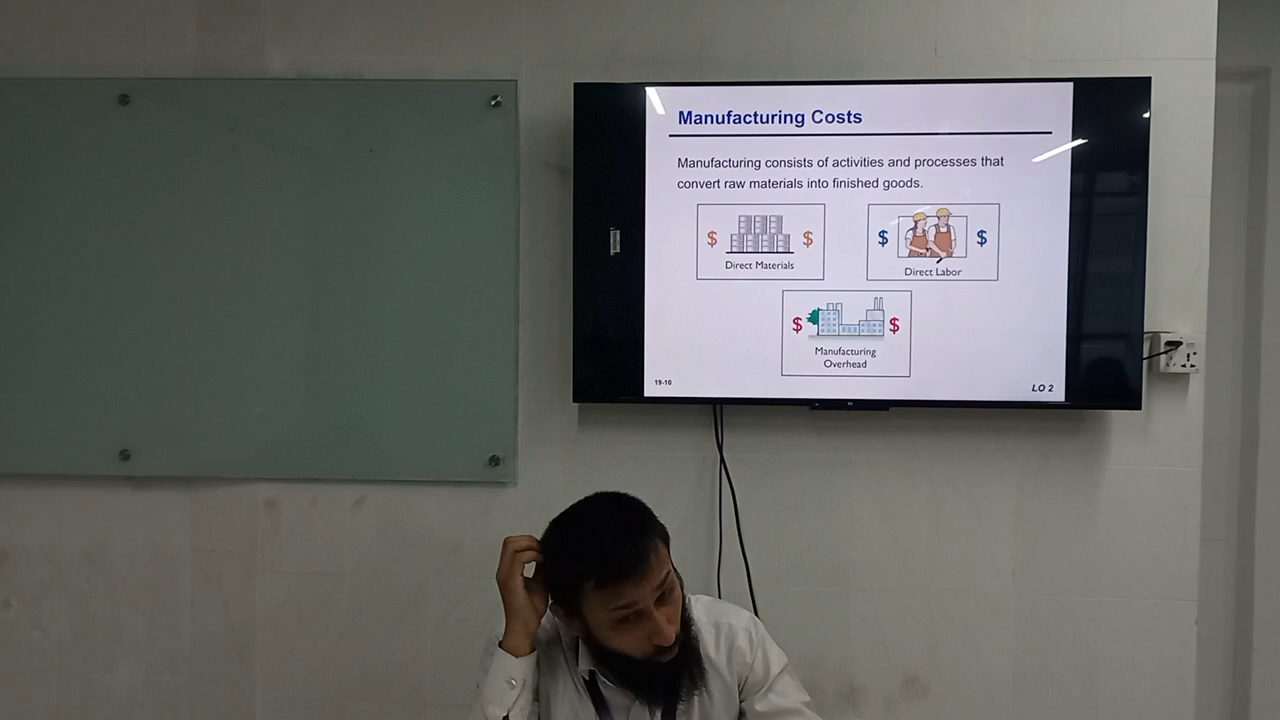 Manufacturing Costs
Manufacturing consists of activities and processes that
convert raw materials into finished goods.
$ $
Direct Materials
$ $
Direct Labor
$ $
Manufacturing
Overhead
19-10
LO 2